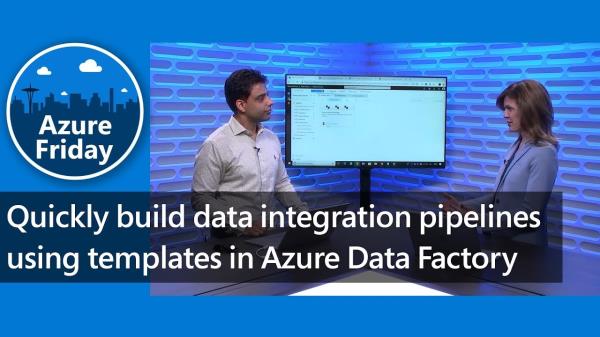 Azure
Friday
Quickly build data integration pipelines
using templates in Azure Data Factory